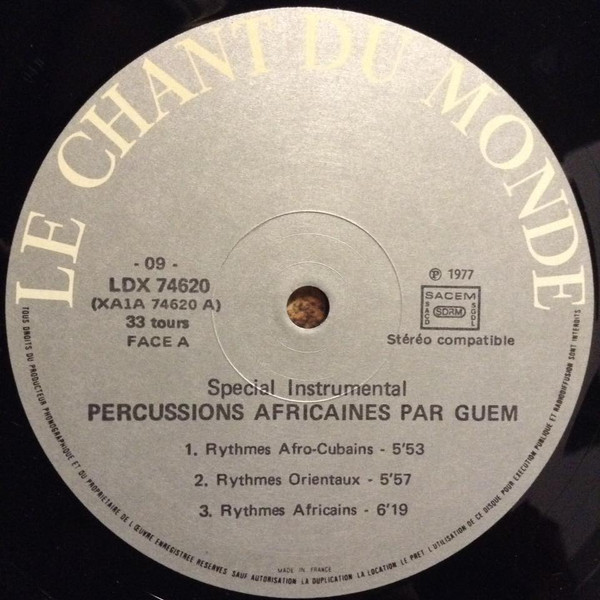 LE CHANT DU MONDE
- 09 -
LDX 74620
(XA1A 74620 A)
33 tours
FACE A
℗ 1977
SACEM
SACD
SDRM
SGDL
Stéréo compatible
Special Instrumental
PERCUSSIONS AFRICAINES PAR GUEM
1. Rythmes Afro-Cubains - 5'53
2. Rythmes Orientaux - 5'57
3. Rythmes Africains - 6'19
MADE IN FRANCE
TOUS DROITS DU PRODUCTEUR PHONOGRAPHIQUE ET DU PROPRIETAIRE DE L'ŒUVRE ENREGISTREE RESERVES. SAUF AUTORISATION LA DUPLICATION LA LOCATION LE PRET L'UTILISATION DE CE DISQUE POUR EXECUTION PUBLIQUE ET RADIODIFFUSION SONT INTERDITS